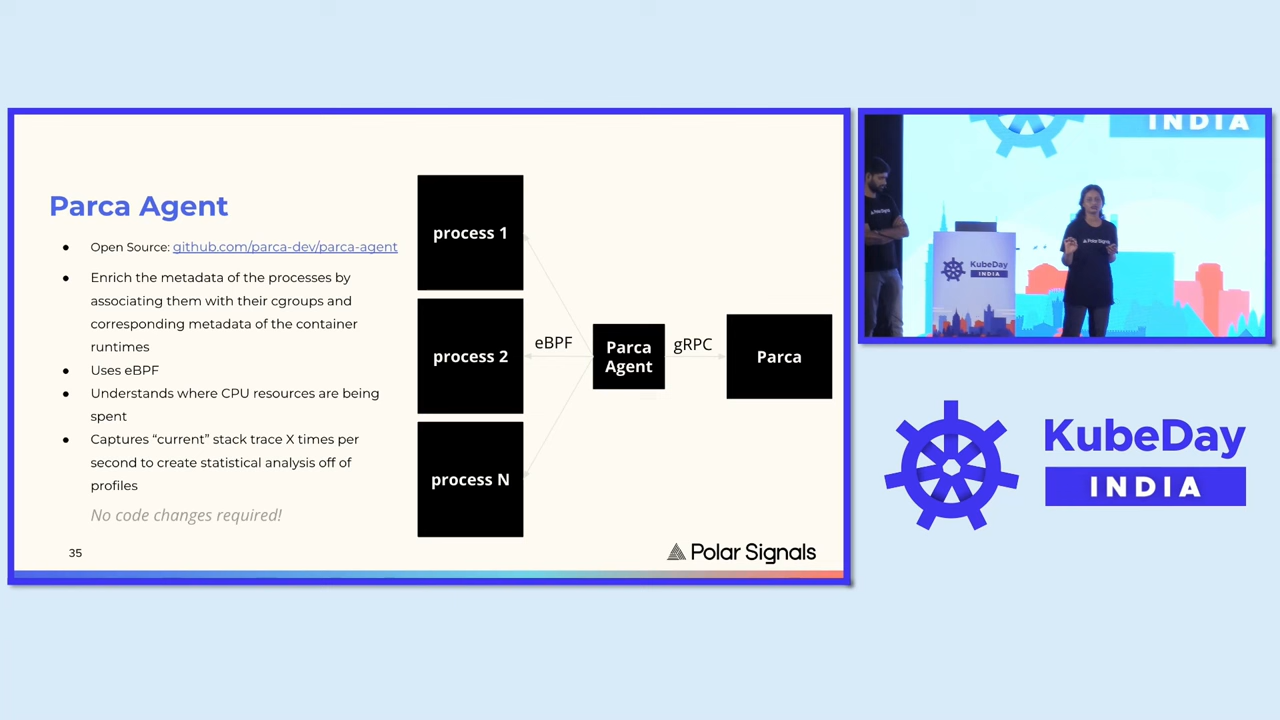 Parca Agent
● Open Source: github.com/parca-dev/parca-agent
● Enrich the metadata of the processes by
associating them with their cgroups and
corresponding metadata of the container
runtimes
● Uses eBPF
● Understands where CPU resources are being
spent
● Captures “current” stack trace X times per
second to create statistical analysis off of
profiles
No code changes required!
35
process 1
process 2
process N
eBPF
Parca
Agent
gRPC
Parca
Polar Signals
INDIA
Polar Signals
KubeDay
INDIA
KubeDay
INDIA